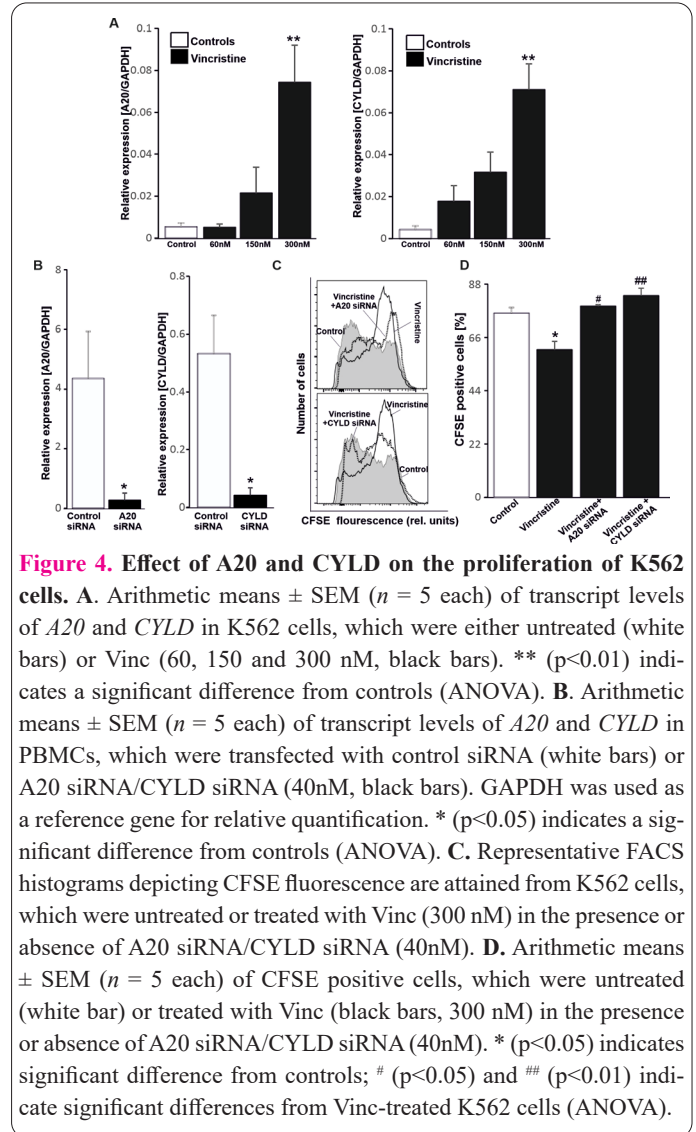 A
Relative expression [A20/GAPDH]
0.1
0.08
0.06
0.04
0.02
0
Controls
Vincristine
**
Control 60nM 150nM 300nM
Relative expression [CYLD/GAPDH]
0.1
0.08
0.06
0.04
0.02
0
Controls
Vincristine
**
Control 60nM 150nM 300nM
B
Relative expression [A20/GAPDH]
8
6
4
2
0
*
Control A20
siRNA siRNA
Relative expression [CYLD/GAPDH]
0.8
0.6
0.4
0.2
0
*
Control CYLD
siRNA siRNA
C
Number of cells
Vincristine
+A20 siRNA
Vincristine
Control
Vincristine
Vincristine
+CYLD siRNA
Control
CFSE flourescence (rel. units)
D
CFSE positive cells [%]
88
66
44
22
0
*
#
##
Control
Vincristine
Vincristine+
A20 siRNA
Vincristine +
CYLD siRNA
Figure 4. Effect of A20 and CYLD on the proliferation of K562
cells. A. Arithmetic means ± SEM (n = 5 each) of transcript levels
of A20 and CYLD in K562 cells, which were either untreated (white
bars) or Vinc (60, 150 and 300 nM, black bars). ** (p<0.01) indi-
cates a significant difference from controls (ANOVA). B. Arithmetic
means ± SEM (n = 5 each) of transcript levels of A20 and CYLD in
PBMCs, which were transfected with control siRNA (white bars) or
A20 siRNA/CYLD siRNA (40nM, black bars). GAPDH was used as
a reference gene for relative quantification. * (p<0.05) indicates a sig-
nificant difference from controls (ANOVA). C. Representative FACS
histograms depicting CFSE fluorescence are attained from K562 cells,
which were untreated or treated with Vinc (300 nM) in the presence or
absence of A20 siRNA/CYLD siRNA (40nM). D. Arithmetic means
± SEM (n = 5 each) of CFSE positive cells, which were untreated
(white bar) or treated with Vinc (black bars, 300 nM) in the presence
or absence of A20 siRNA/CYLD siRNA (40nM). * (p<0.05) indicates
significant difference from controls; # (p<0.05) and ## (p<0.01) indi-
cate significant differences from Vinc-treated K562 cells (ANOVA).